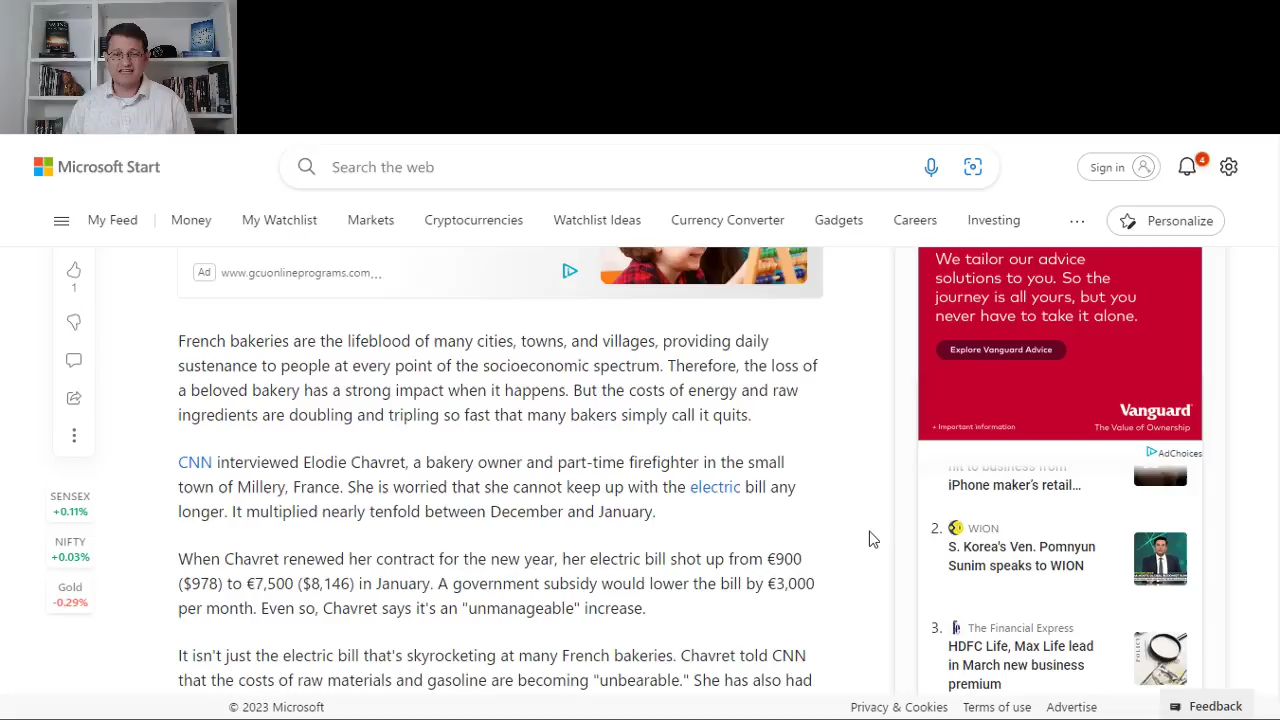 Microsoft Start
Search the web
Sign in
4
My Feed
Money
My Watchlist
Markets
Cryptocurrencies
Watchlist Ideas
Currency Converter
Gadgets
Careers
Investing
...
Personalize
1
Ad
www.gcuonlineprograms.com...
French bakeries are the lifeblood of many cities, towns, and villages, providing daily
sustenance to people at every point of the socioeconomic spectrum. Therefore, the loss of
a beloved bakery has a strong impact when it happens. But the costs of energy and raw
ingredients are doubling and tripling so fast that many bakers simply call it quits.
CNN interviewed Elodie Chavret, a bakery owner and part-time firefighter in the small
town of Millery, France. She is worried that she cannot keep up with the electric bill any
longer. It multiplied nearly tenfold between December and January.
When Chavret renewed her contract for the new year, her electric bill shot up from €900
($978) to €7,500 ($8,146) in January. A government subsidy would lower the bill by €3,000
per month. Even so, Chavret says it's an "unmanageable" increase.
It isn't just the electric bill that's skyrocketing at many French bakeries. Chavret told CNN
that the costs of raw materials and gasoline are becoming "unbearable." She has also had
SENSEX
+0.11%
NIFTY
+0.03%
Gold
-0.29%
We tailor our advice
solutions to you. So the
journey is all yours, but you
never have to take it alone.
Explore Vanguard Advice
Vanguard
+ Important information
The Value of Ownership
AdChoices
hit to business from
iPhone maker's retail...
2.
WION
S. Korea's Ven. Pomnyun
Sunim speaks to WION
3.
The Financial Express
HDFC Life, Max Life lead
in March new business
premium
© 2023 Microsoft
Privacy & Cookies
Terms of use
Advertise
Feedback